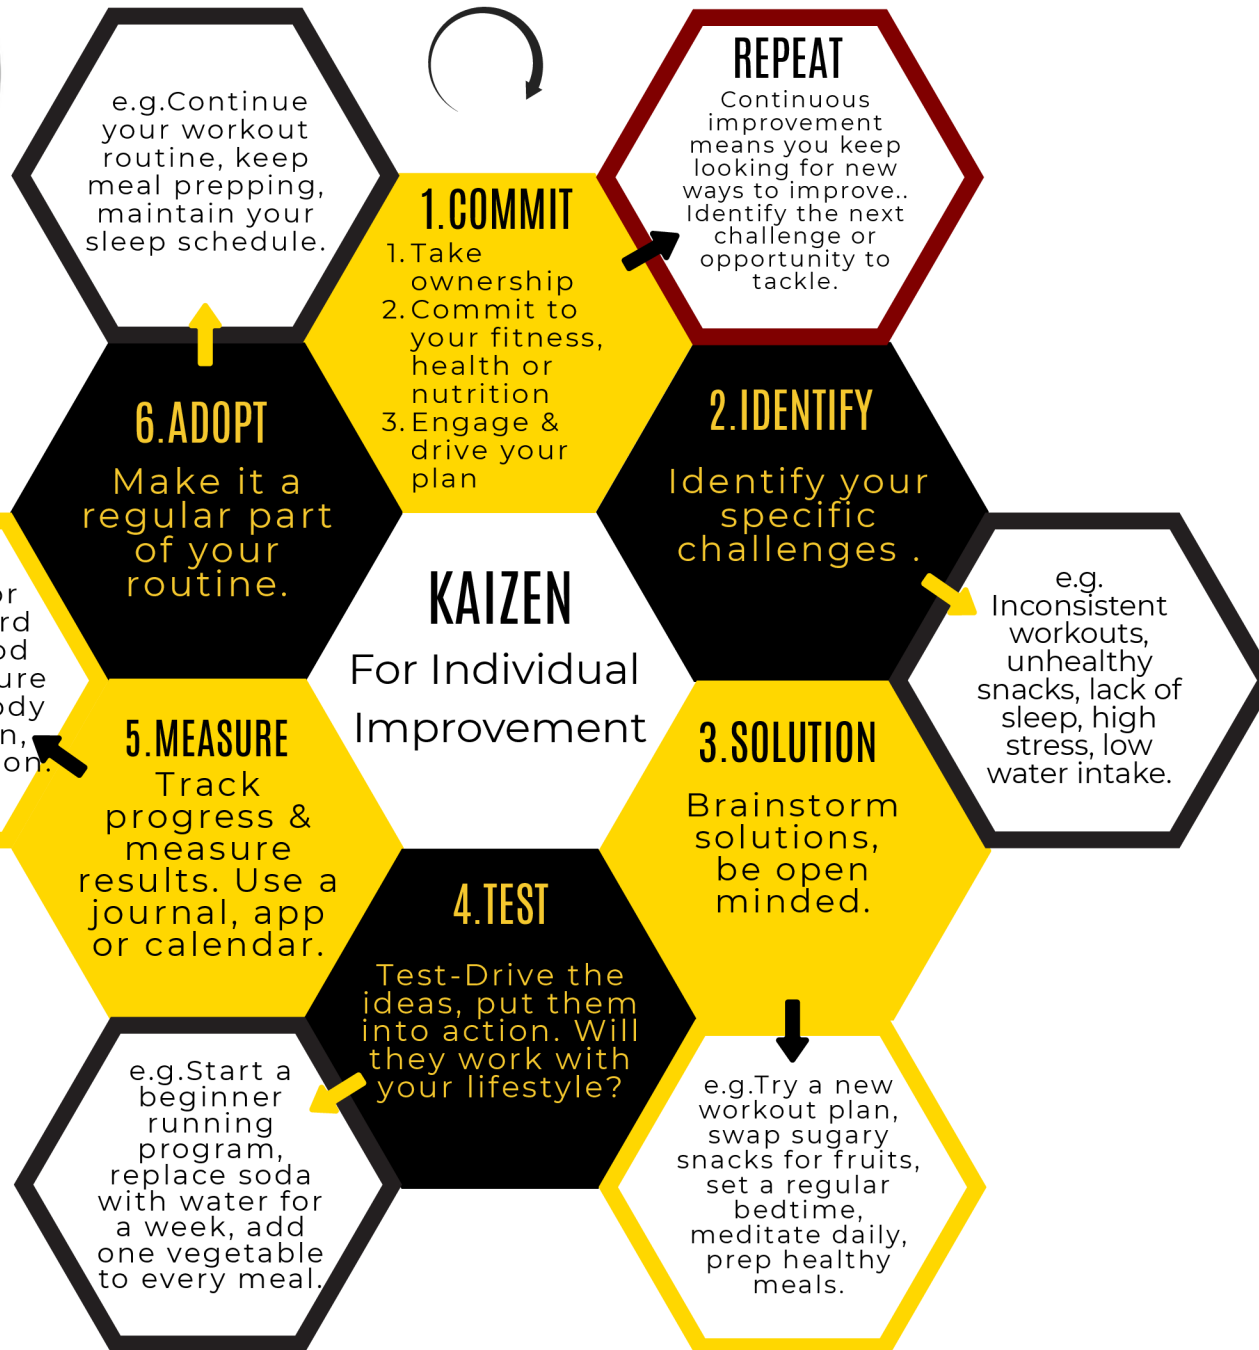 e.g.Continue
your workout
routine, keep
meal prepping,
maintain your
sleep schedule.
REPEAT
Continuous
improvement
means you keep
looking for new
ways to improve..
Identify the next
challenge or
opportunity to
tackle.
1.COMMIT
1. Take
ownership
2. Commit to
your fitness,
health or
nutrition
3. Engage &
drive your
plan
2.IDENTIFY
Identify your
specific
challenges .
e.g.
Inconsistent
workouts,
unhealthy
snacks, lack of
sleep, high
stress, low
water intake.
6.ADOPT
Make it a
regular part
of your
routine.
KAIZEN
For Individual
Improvement
3.SOLUTION
Brainstorm
solutions,
be open
minded.
e.g.Try a new
workout plan,
swap sugary
snacks for fruits,
set a regular
bedtime,
meditate daily,
prep healthy
meals.
4.TEST
Test-Drive the
ideas, put them
into action. Will
they work with
your lifestyle?
e.g.Start a
beginner
running
program,
replace soda
with water for
a week, add
one vegetable
to every meal.
5.MEASURE
Track
progress &
measure
results. Use a
journal, app
or calendar.